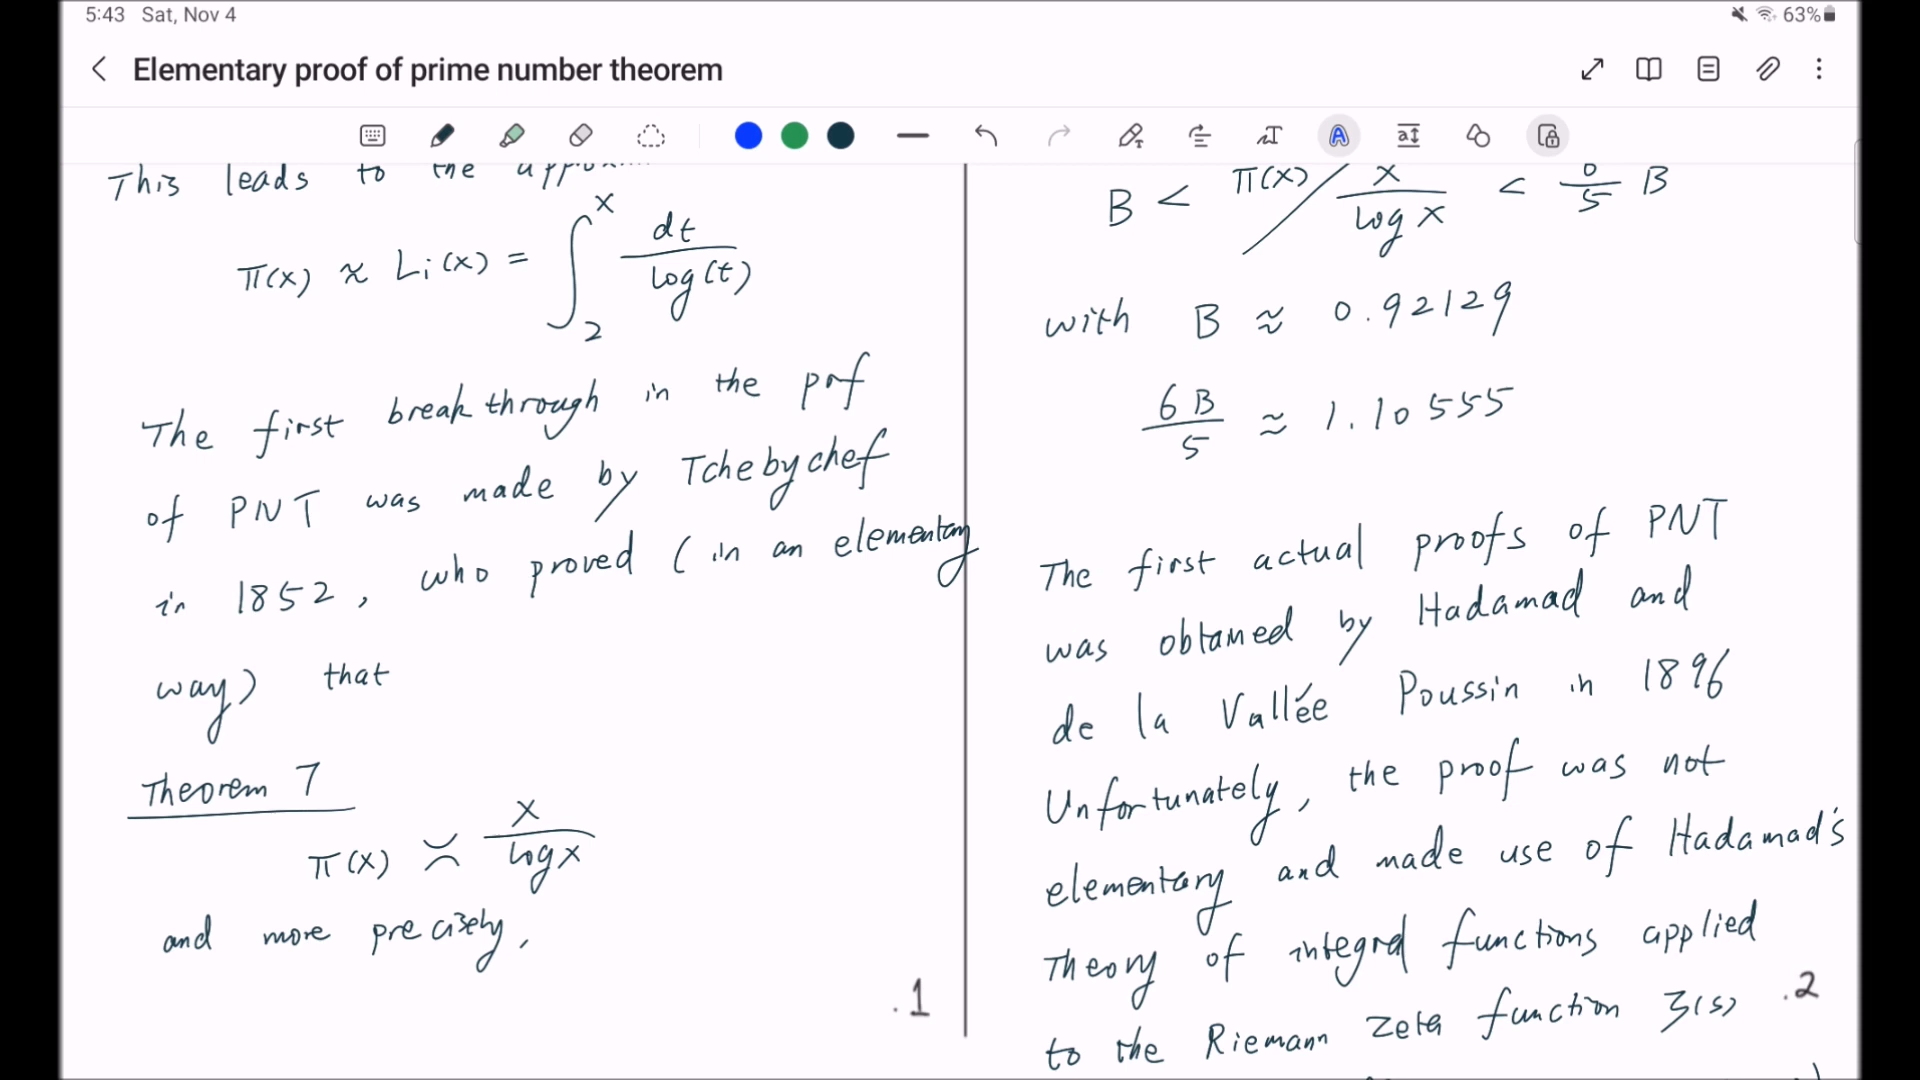 5:43 Sat, Nov 4
63%
Elementary proof of prime number theorem
This leads to the
π(x) ≈ Li(x) = ∫₂ˣ dt / log(t)
The first breakthrough in the prf
of PNT was made by Tchebychef
in 1852, who proved (in an elementary
way) that
Theorem 7
π(x) ≍ x / log x
and more precisely,
.1
B < π(x) / (x / log x) < /5 B
with B ≈ 0.92129
6B / 5 ≈ 1.10555
The first actual proofs of PNT
was obtained by Hadamad and
de la Vallée Poussin in 1896
Unfortunately, the proof was not
elementary and made use of Hadamad's
Theory of integral functions applied
to the Riemann zeta function ζ(s)
.2